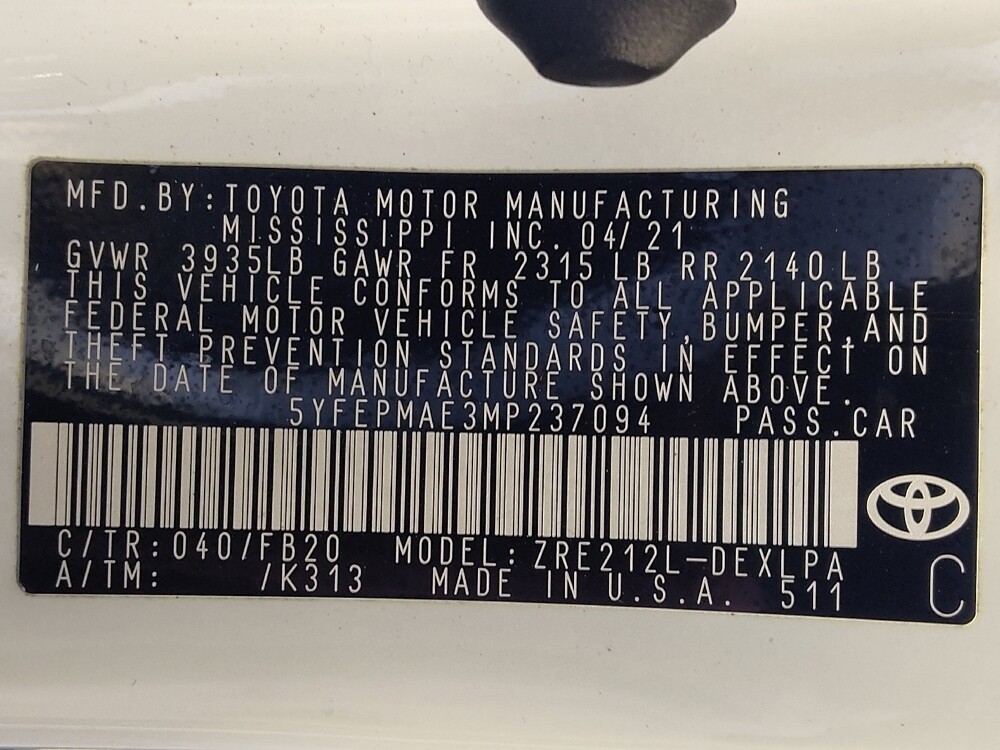 MFD.BY:TOYOTA MOTOR MANUFACTURING
MISSISSIPPI INC. 04/21
GVWR 3935LB GAWR FR 2315 LB RR 2140 LB
THIS VEHICLE CONFORMS TO ALL APPLICABLE
FEDERAL MOTOR VEHICLE SAFETY,BUMPER,AND
THEFT PREVENTION STANDARDS IN EFFECT ON
THE DATE OF MANUFACTURE SHOWN ABOVE.
5YFEPMAE3MP237094 PASS.CAR
C/TR:040/FB20 MODEL:ZRE212L-DEXLPA
A/TM: /K313 MADE IN U.S.A. 511
C